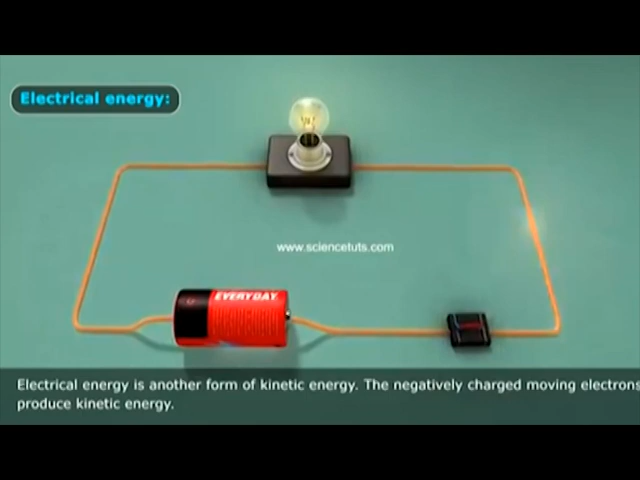 Electrical energy:
www.sciencetuts.com
EVERYDAY
Electrical energy is another form of kinetic energy. The negatively charged moving electrons
produce kinetic energy.